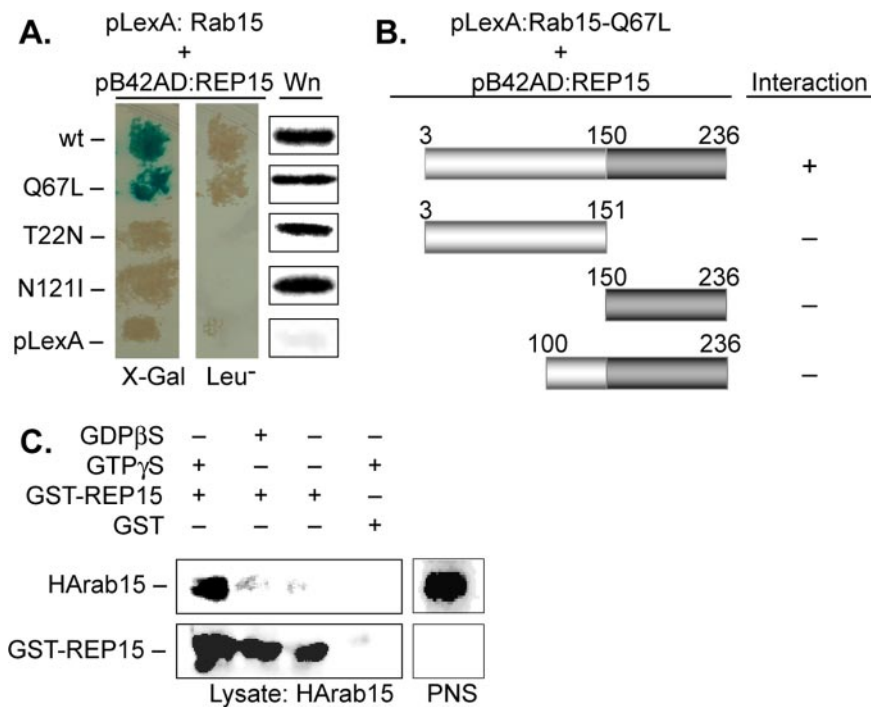 A.
pLexA: Rab15
+
pB42AD:REP15 Wn
wt –
Q67L –
T22N –
N121I –
pLexA –
X-Gal Leu⁻
B.
pLexA:Rab15-Q67L
+
pB42AD:REP15 Interaction
3 150 236
+
3 151
–
150 236
–
100 236
–
C.
GDPβS – + – –
GTPγS + – – +
GST-REP15 + + + –
GST – – – +
HArab15 –
GST-REP15 –
Lysate: HArab15 PNS